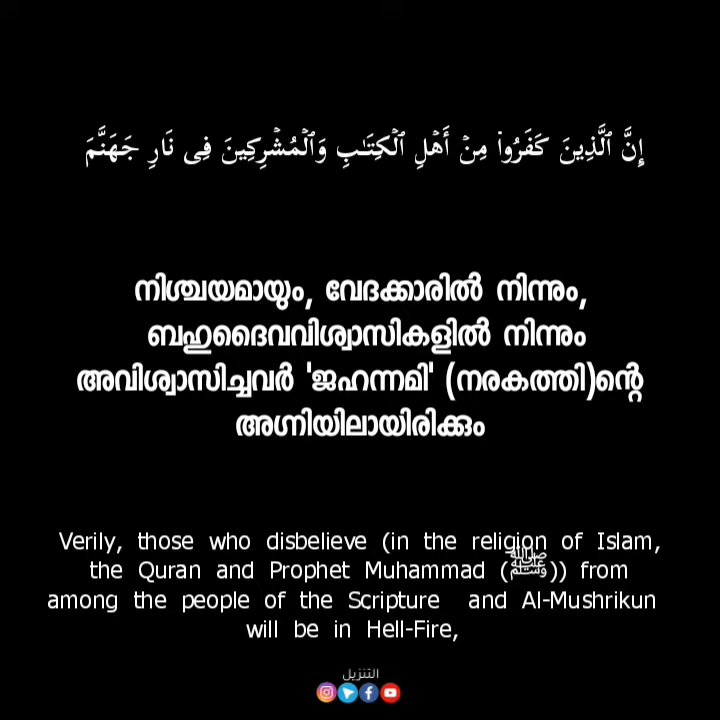 إِنَّ ٱلَّذِينَ كَفَرُوا۟ مِنْ أَهْلِ ٱلْكِتَـٰبِ وَٱلْمُشْرِكِينَ فِى نَارِ جَهَنَّمَ
നിശ്ചയമായും, വേദക്കാരിൽ നിന്നും,
ബഹുദൈവവിശ്വാസികളിൽ നിന്നും
അവിശ്വാസിച്ചവർ 'ജഹന്നമി' (നരകത്തി)ന്റെ
അഗ്നിയിലായിരിക്കും
Verily, those who disbelieve (in the religion of Islam,
the Quran and Prophet Muhammad (ﷺ)) from
among the people of the Scripture and Al-Mushrikun
will be in Hell-Fire,
التنزيل